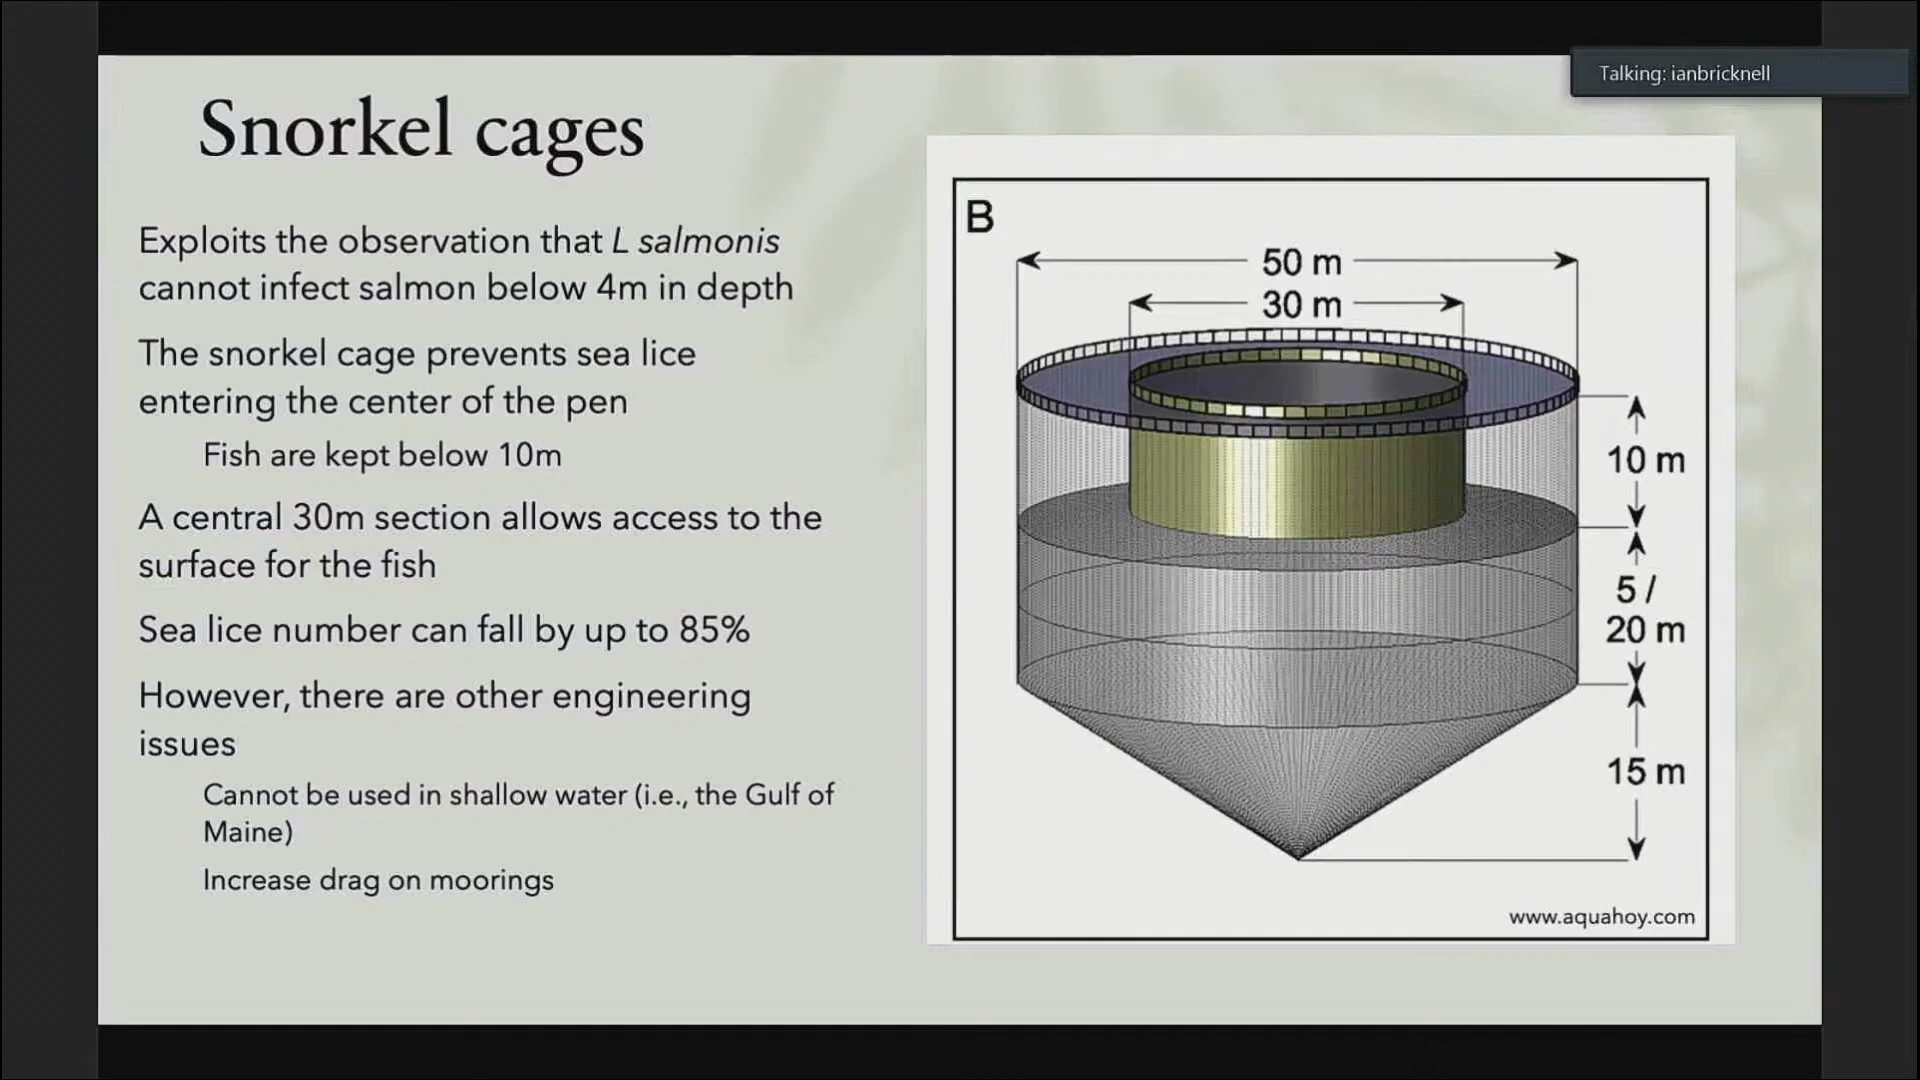 Talking: ianbricknell
Snorkel cages
Exploits the observation that L salmonis
cannot infect salmon below 4m in depth
The snorkel cage prevents sea lice
entering the center of the pen
Fish are kept below 10m
A central 30m section allows access to the
surface for the fish
Sea lice number can fall by up to 85%
However, there are other engineering
issues
Cannot be used in shallow water (i.e., the Gulf of
Maine)
Increase drag on moorings
B
50 m
30 m
10 m
5 /
20 m
15 m
www.aquahoy.com